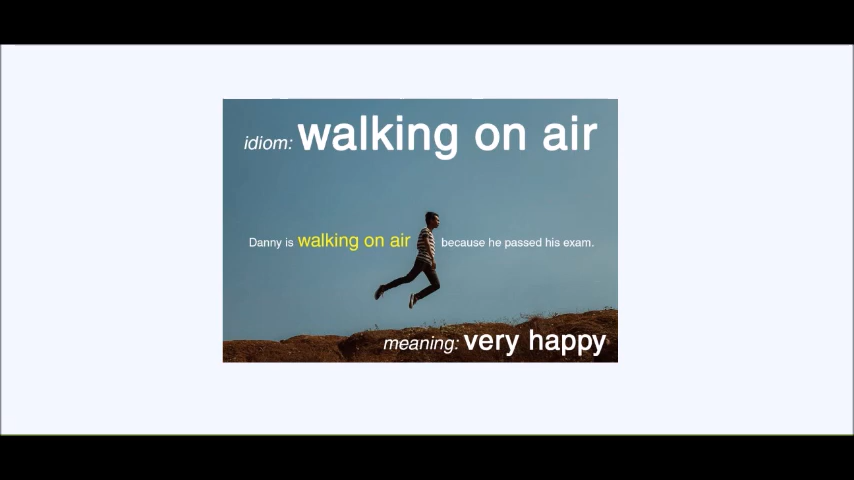 idiom: walking on air
Danny is walking on air because he passed his exam.
meaning: very happy